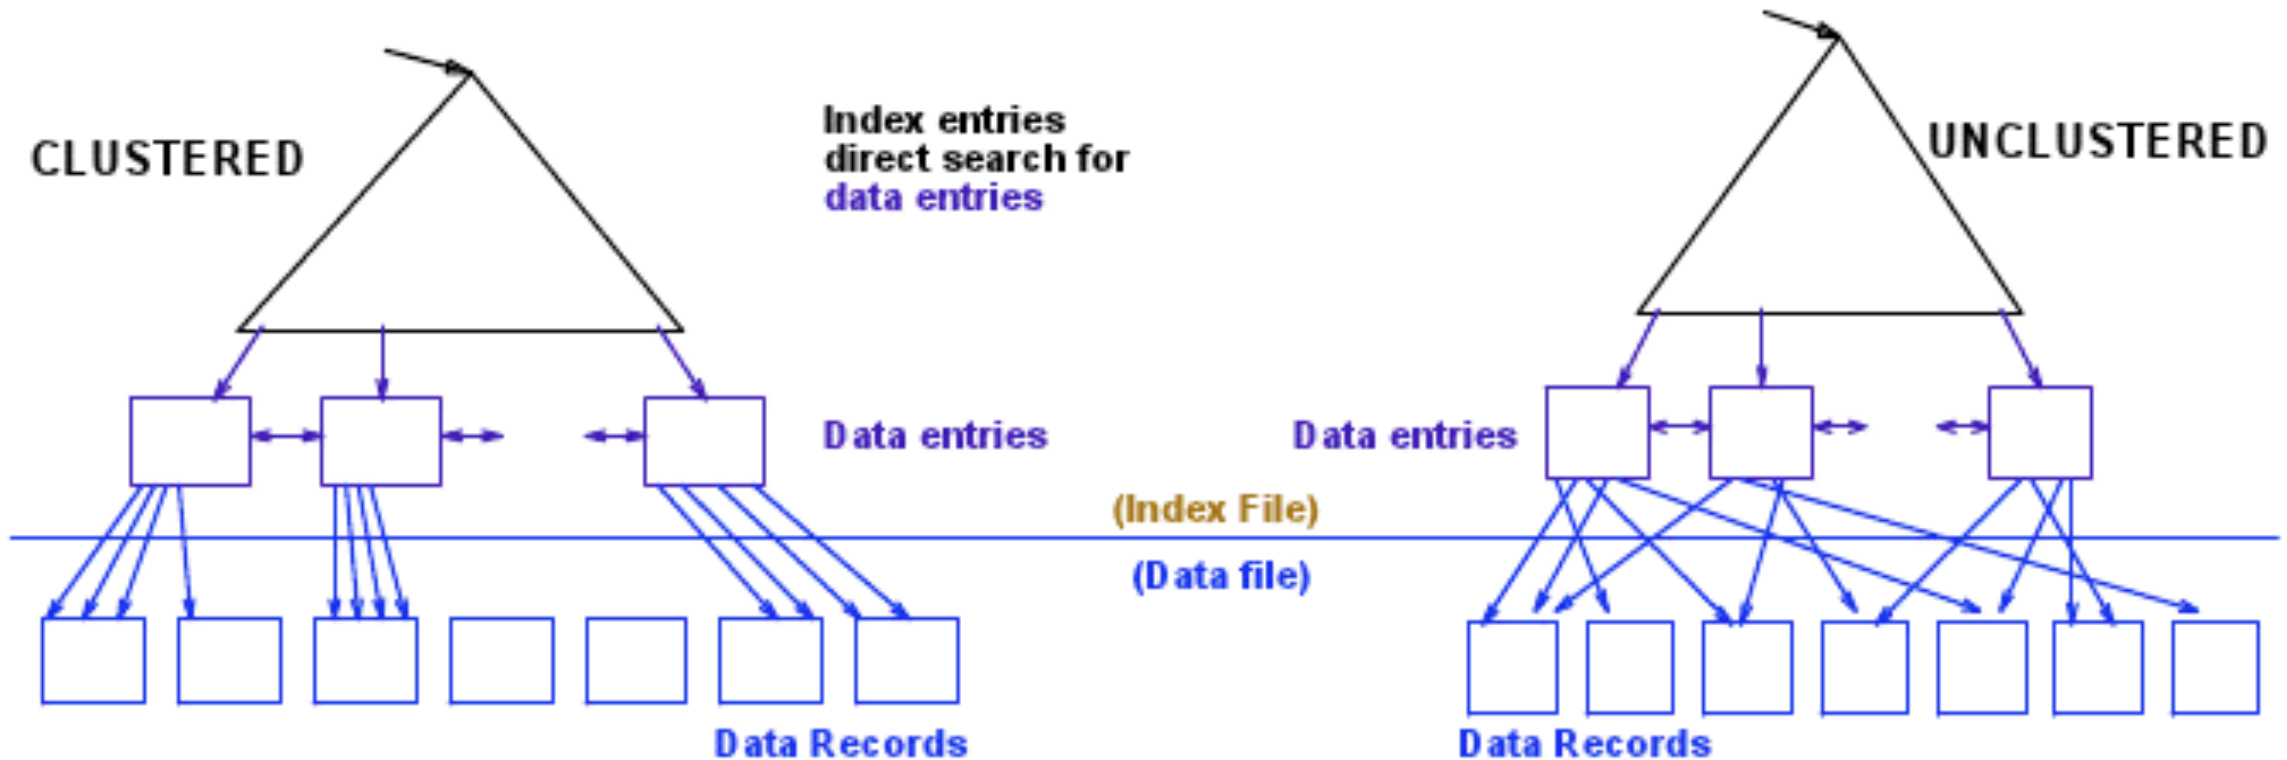 CLUSTERED
Index entries
direct search for
data entries
UNCLUSTERED
Data entries
Data entries
(Index File)
(Data file)
Data Records
Data Records